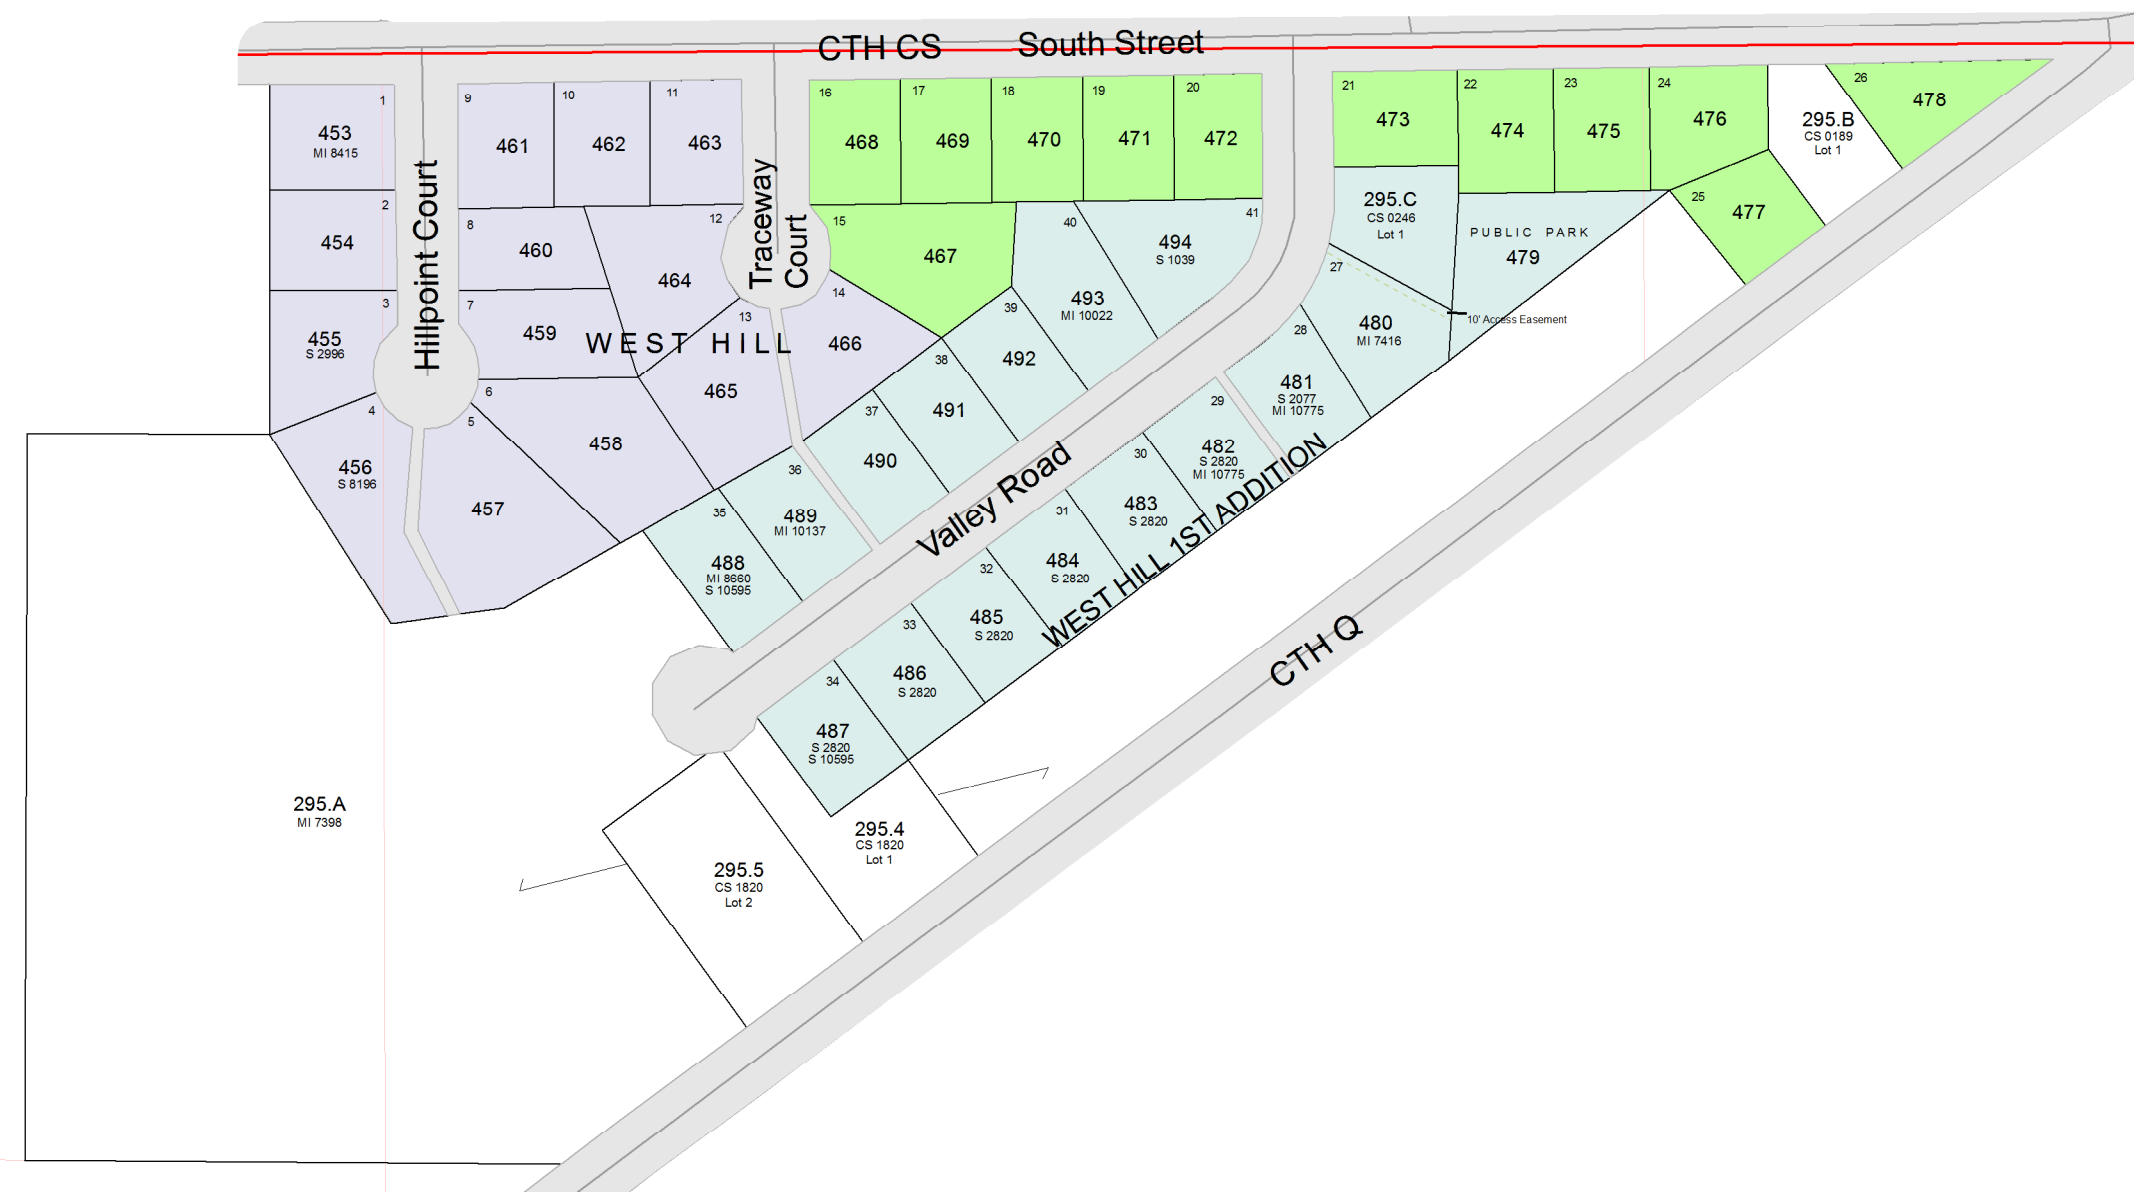 CTH CS South Street
1
453
MI 8415
2
454
3
455
S 2996
4
456
S 8196
Hillpoint Court
9
461
10
462
11
463
8
460
12
464
7
459
13
465
WEST HILL
14
466
6
458
5
457
Traceway
Court
16
468
17
469
18
470
19
471
20
472
15
467
40
493
MI 10022
41
494
S 1039
39
492
38
491
37
490
36
489
MI 10137
35
488
MI 8660
S 10595
Valley Road
21
473
22
474
23
475
24
476
295.B
CS 0189
Lot 1
26
478
25
477
295.C
CS 0246
Lot 1
PUBLIC PARK
479
10' Access Easement
27
480
MI 7416
28
481
S 2077
MI 10775
29
482
S 2820
MI 10775
30
483
S 2820
31
484
S 2820
32
485
S 2820
33
486
S 2820
34
487
S 2820
S 10595
WEST HILL 1ST ADDITION
CTH Q
295.A
MI 7398
295.4
CS 1820
Lot 1
295.5
CS 1820
Lot 2